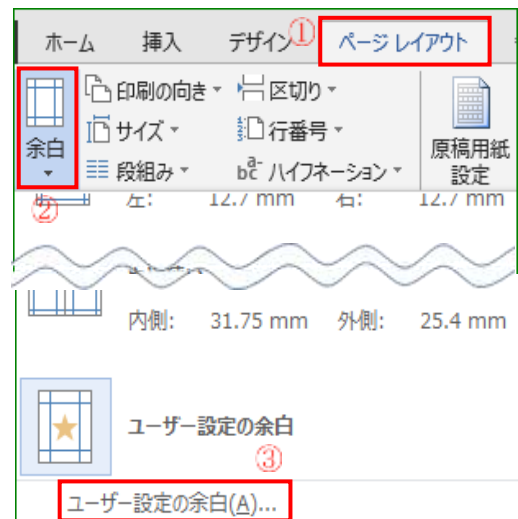 ホーム 挿入 デザイン ① ページ レイアウト
余白 印刷の向き 区切り
サイズ 行番号
段組み bc ハイフネーション
原稿用紙
設定
② 左: 12.7 mm 右: 12.7 mm
内側: 31.75 mm 外側: 25.4 mm
ユーザー設定の余白
③
ユーザー設定の余白(A)...